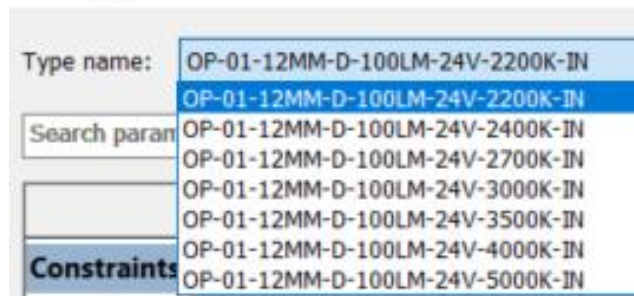 Type name: OP-01-12MM-D-100LM-24V-2200K-IN
OP-01-12MM-D-100LM-24V-2200K-IN
Search param OP-01-12MM-D-100LM-24V-2400K-IN
OP-01-12MM-D-100LM-24V-2700K-IN
OP-01-12MM-D-100LM-24V-3000K-IN
OP-01-12MM-D-100LM-24V-3500K-IN
OP-01-12MM-D-100LM-24V-4000K-IN
Constraints OP-01-12MM-D-100LM-24V-5000K-IN